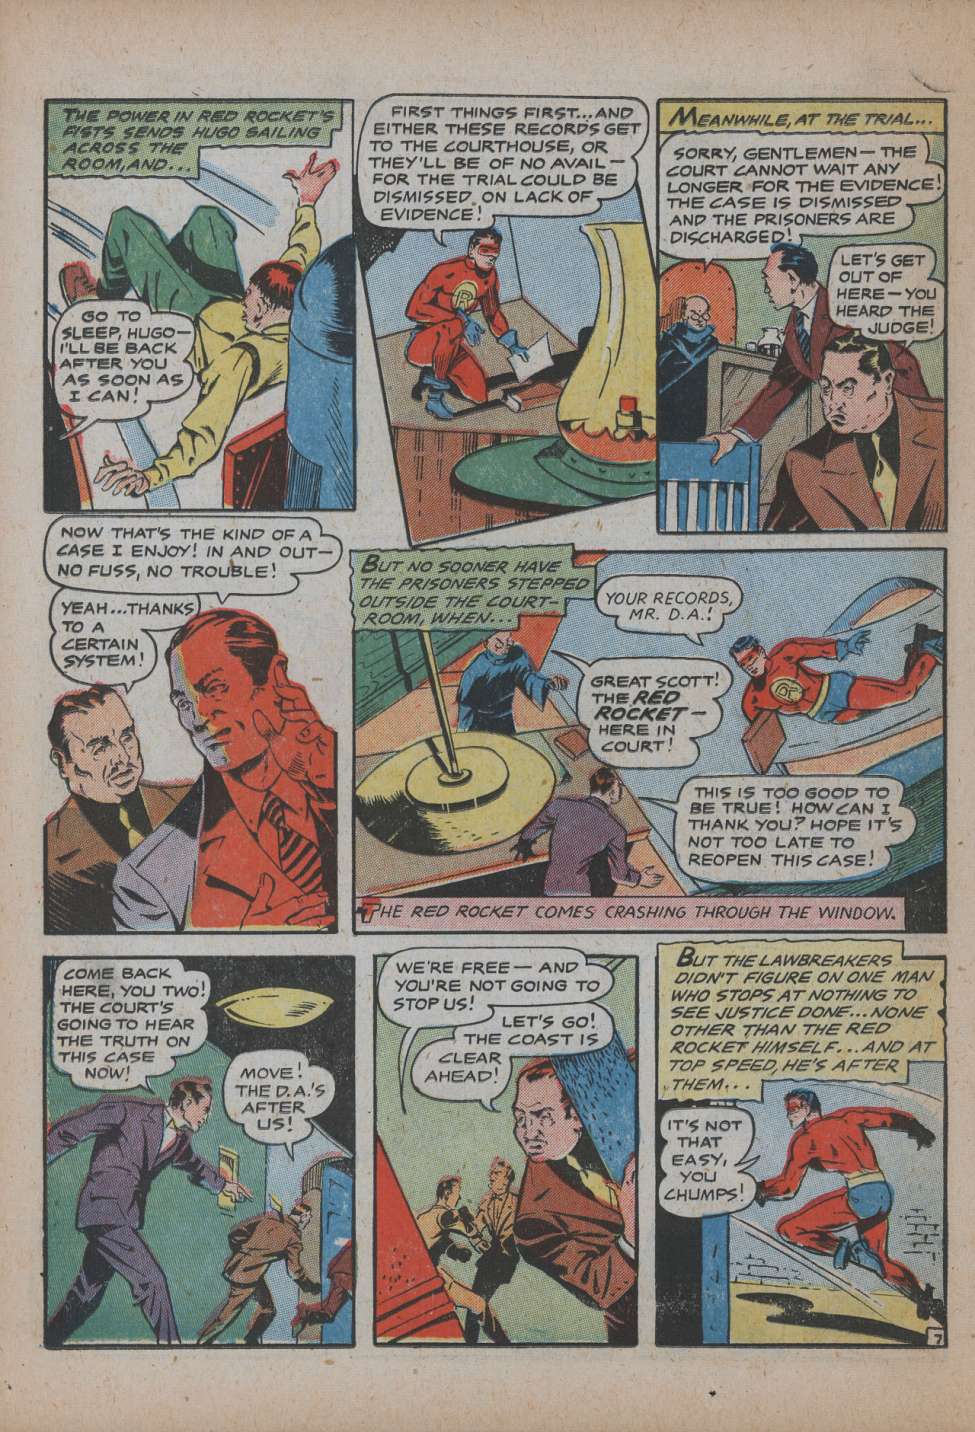 THE POWER IN RED ROCKET'S
FISTS SENDS HUGO SAILING
ACROSS THE
ROOM, AND...
GO TO
SLEEP, HUGO—
I'LL BE BACK
AFTER YOU
AS SOON AS
I CAN!
FIRST THINGS FIRST...AND
EITHER THESE RECORDS GET
TO THE COURTHOUSE, OR
THEY'LL BE OF NO AVAIL—
FOR THE TRIAL COULD BE
DISMISSED ON LACK OF
EVIDENCE!
R
MEANWHILE, AT THE TRIAL...
SORRY, GENTLEMEN— THE
COURT CANNOT WAIT ANY
LONGER FOR THE EVIDENCE!
THE CASE IS DISMISSED
AND THE PRISONERS ARE
DISCHARGED!
LET'S GET
OUT OF
HERE—YOU
HEARD THE
JUDGE!
NOW THAT'S THE KIND OF A
CASE I ENJOY! IN AND OUT—
NO FUSS, NO TROUBLE!
YEAH...THANKS
TO A
CERTAIN
SYSTEM!
BUT NO SOONER HAVE
THE PRISONERS STEPPED
OUTSIDE THE COURT-
ROOM, WHEN...
YOUR RECORDS,
MR. D.A.!
GREAT SCOTT!
THE RED
ROCKET—
HERE IN
COURT!
THIS IS TOO GOOD TO
BE TRUE! HOW CAN I
THANK YOU? HOPE IT'S
NOT TOO LATE TO
REOPEN THIS CASE!
THE RED ROCKET COMES CRASHING THROUGH THE WINDOW.
COME BACK
HERE, YOU TWO!
THE COURT'S
GOING TO HEAR
THE TRUTH ON
THIS CASE
NOW!
MOVE!
THE D.A.'S
AFTER
US!
WE'RE FREE— AND
YOU'RE NOT GOING TO
STOP US!
LET'S GO!
THE COAST IS
CLEAR
AHEAD!
BUT THE LAWBREAKERS
DIDN'T FIGURE ON ONE MAN
WHO STOPS AT NOTHING TO
SEE JUSTICE DONE...NONE
OTHER THAN THE RED
ROCKET HIMSELF...AND AT
TOP SPEED, HE'S AFTER
THEM...
IT'S NOT
THAT
EASY,
YOU
CHUMPS!
7